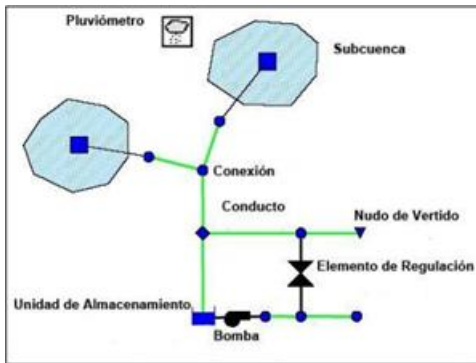 Pluviómetro
Subcuenca
Conexión
Conducto
Nudo de Vertido
Elemento de Regulación
Unidad de Almacenamiento
Bomba